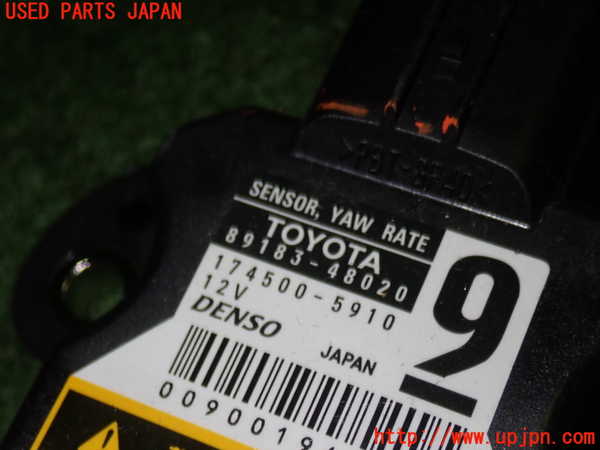 USED PARTS JAPAN
SENSOR, YAW RATE
TOYOTA
89183-48020
174500-5910
12V
DENSO
JAPAN
9
http://www.upjpn.com/